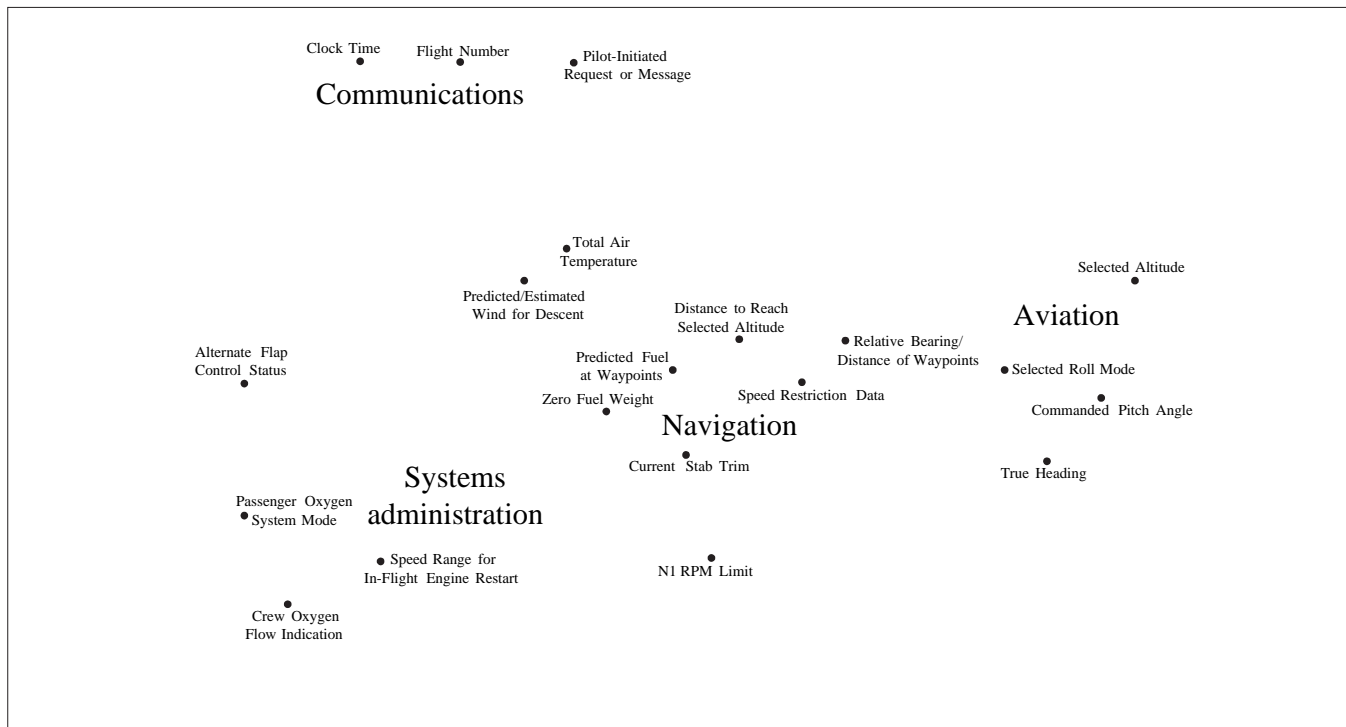 Clock Time
Flight Number
Pilot-Initiated
Request or Message
Communications
Total Air
Temperature
Predicted/Estimated
Wind for Descent
Selected Altitude
Aviation
Distance to Reach
Selected Altitude
Relative Bearing/
Distance of Waypoints
Alternate Flap
Control Status
Predicted Fuel
at Waypoints
Selected Roll Mode
Speed Restriction Data
Commanded Pitch Angle
Zero Fuel Weight
Navigation
Current Stab Trim
True Heading
Systems
administration
Passenger Oxygen
System Mode
Speed Range for
In-Flight Engine Restart
N1 RPM Limit
Crew Oxygen
Flow Indication